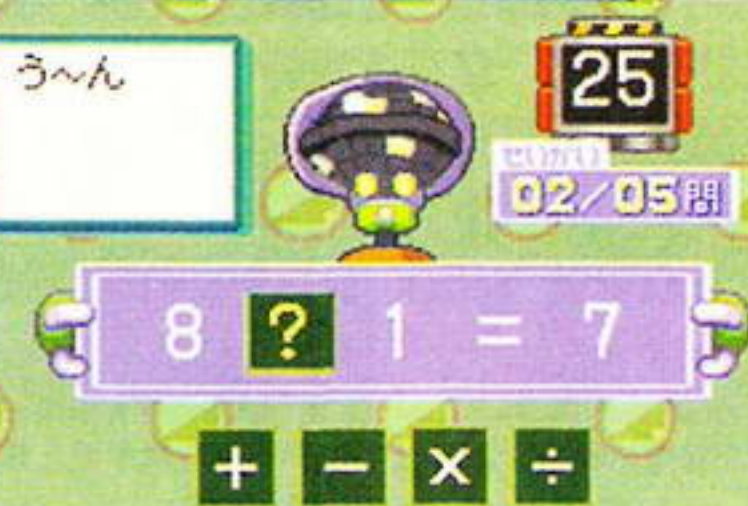 う～ん
25
せいかい
02/05問
8 ? 1 = 7
+ － × ÷